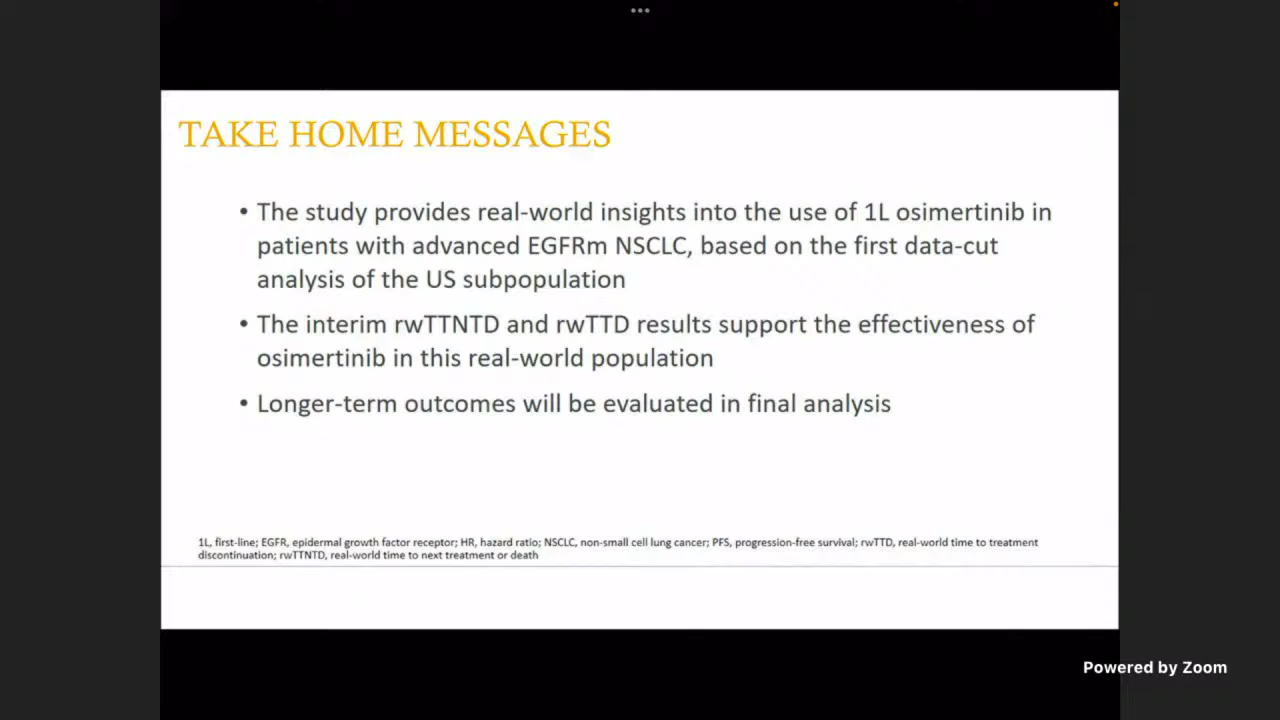 TAKE HOME MESSAGES
• The study provides real-world insights into the use of 1L osimertinib in
patients with advanced EGFRm NSCLC, based on the first data-cut
analysis of the US subpopulation
• The interim rwTTNTD and rwTTD results support the effectiveness of
osimertinib in this real-world population
• Longer-term outcomes will be evaluated in final analysis
1L, first-line; EGFR, epidermal growth factor receptor; HR, hazard ratio; NSCLC, non-small cell lung cancer; PFS, progression-free survival; rwTTD, real-world time to treatment
discontinuation; rwTTNTD, real-world time to next treatment or death
Powered by Zoom